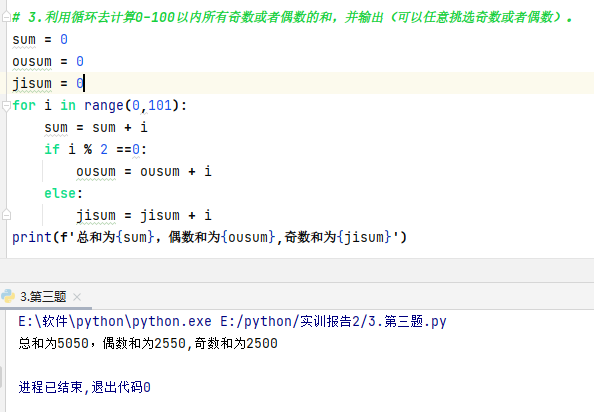 # 3.利用循环去计算0-100以内所有奇数或者偶数的和，并输出（可以任意挑选奇数或者偶数）.
sum = 0
ousum = 0
jisum = 0
for i in range(0,101):
    sum = sum + i
    if i % 2 ==0:
        ousum = ousum + i
    else:
        jisum = jisum + i
print(f'总和为{sum}，偶数和为{ousum},奇数和为{jisum}')
3.第三题 ×
E:\软件\python\python.exe E:/python/实训报告2/3.第三题.py
总和为5050，偶数和为2550,奇数和为2500
进程已结束,退出代码0